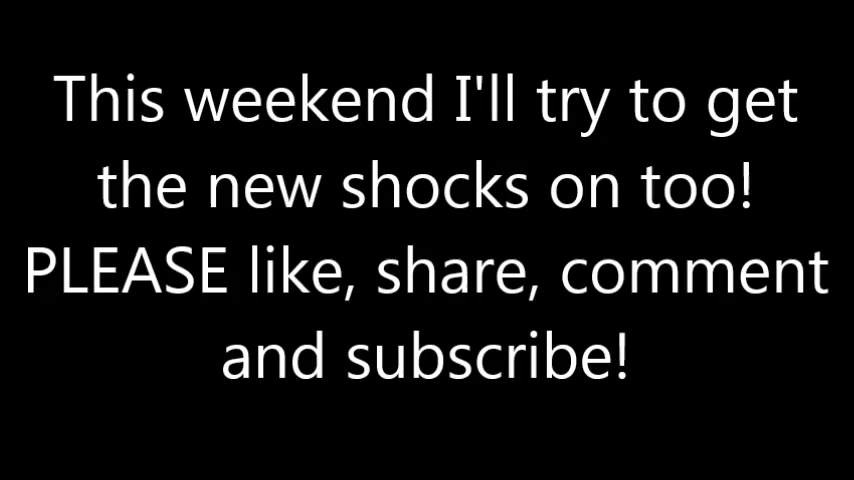 This weekend I'll try to get
the new shocks on too!
PLEASE like, share, comment
and subscribe!